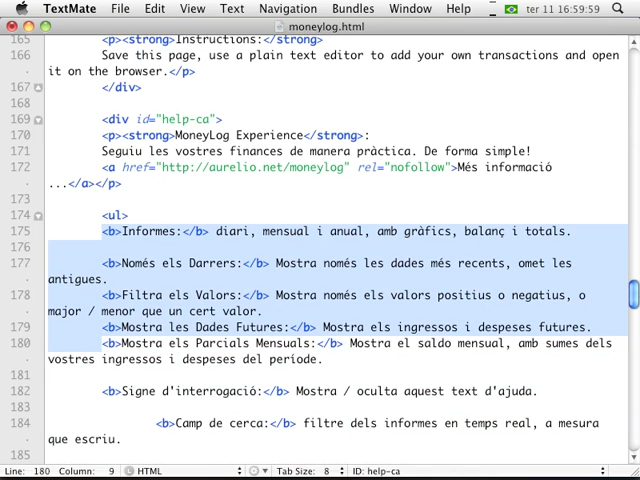 TextMate File Edit View Text Navigation Bundles Window Help ter 11 16:59:59
moneylog.html
165 <p><strong>Instructions:</strong>
166 Save this page, use a plain text editor to add your own transactions and open
· it on the browser.</p>
167 </div>
168
169 <div id="help-ca">
170 <p><strong>MoneyLog Experience</strong>:
171 Seguiu les vostres finances de manera pràctica. De forma simple!
172 <a href="http://aurelio.net/moneylog" rel="nofollow">Més informació
· ...</a></p>
173
174 <ul>
175 <b>Informes:</b> diari, mensual i anual, amb gràfics, balanç i totals.
176
177 <b>Només els Darrers:</b> Mostra només les dades més recents, omet les
· antigues.
178 <b>Filtra els Valors:</b> Mostra només els valors positius o negatius, o
· major / menor que un cert valor.
179 <b>Mostra les Dades Futures:</b> Mostra els ingressos i despeses futures.
180 <b>Mostra els Parcials Mensuals:</b> Mostra el saldo mensual, amb sumes dels
· vostres ingressos i despeses del període.
181
182 <b>Signe d'interrogació:</b> Mostra / oculta aquest text d'ajuda.
183
184 <b>Camp de cerca:</b> filtre dels informes en temps real, a mesura
· que escriu.
185
Line: 180 Column: 9 HTML Tab Size: 8 ID: help-ca